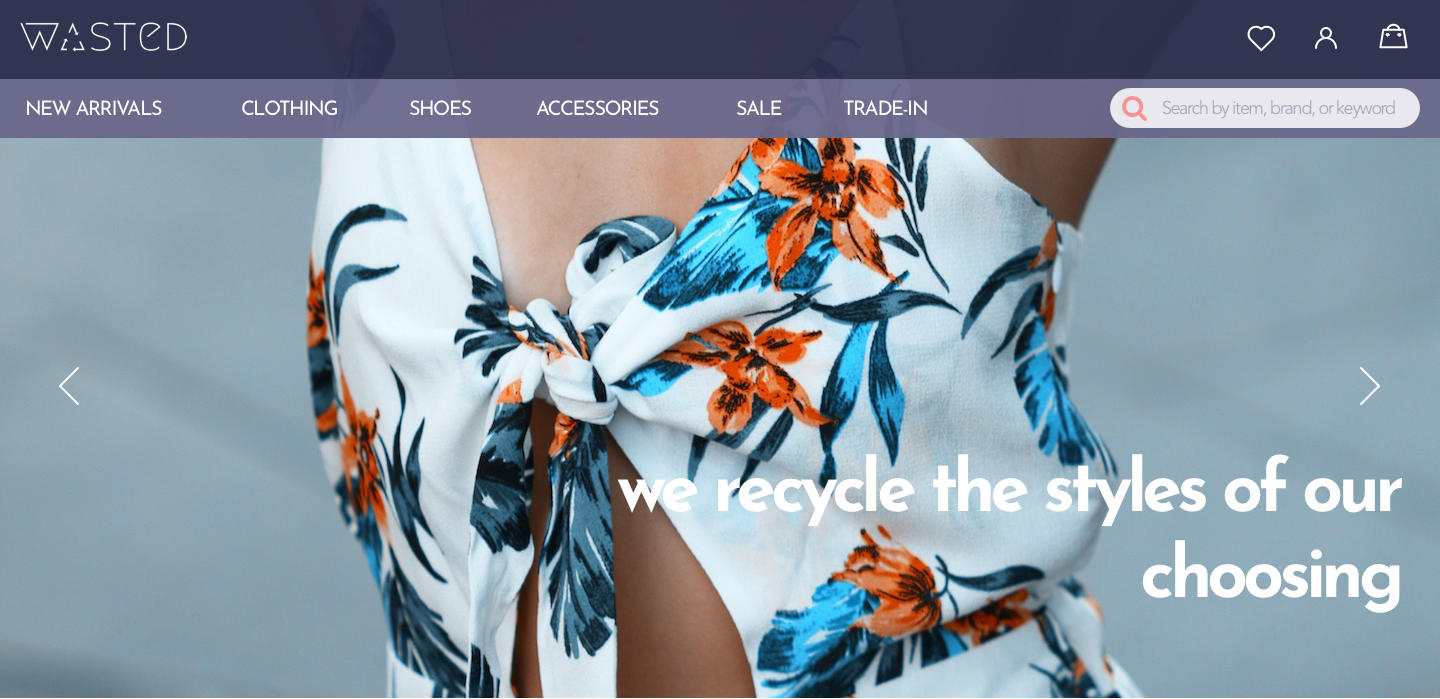 WASTED
NEW ARRIVALS CLOTHING SHOES ACCESSORIES SALE TRADE-IN Search by item, brand, or keyword
we recycle the styles of our
choosing